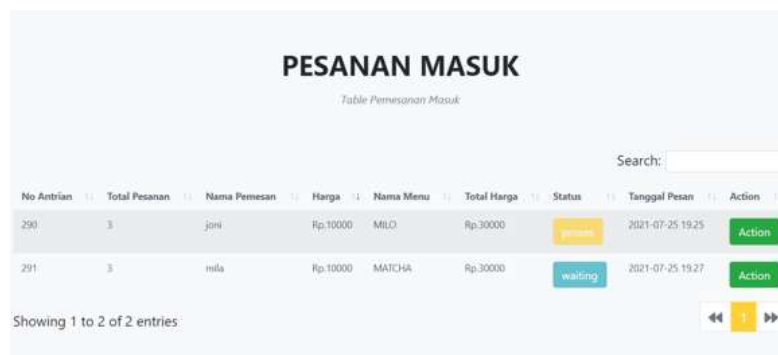 PESANAN MASUK
Table Pemesanan Masuk
Search:
No Antrian Total Pesanan Nama Pemesan Harga Nama Menu Total Harga Status Tanggal Pesan Action
290 3 joni Rp.10000 MILO Rp.30000 proses 2021-07-25 19:25 Action
291 3 mila Rp.10000 MATCHA Rp.30000 waiting 2021-07-25 19:27 Action
Showing 1 to 2 of 2 entries
1